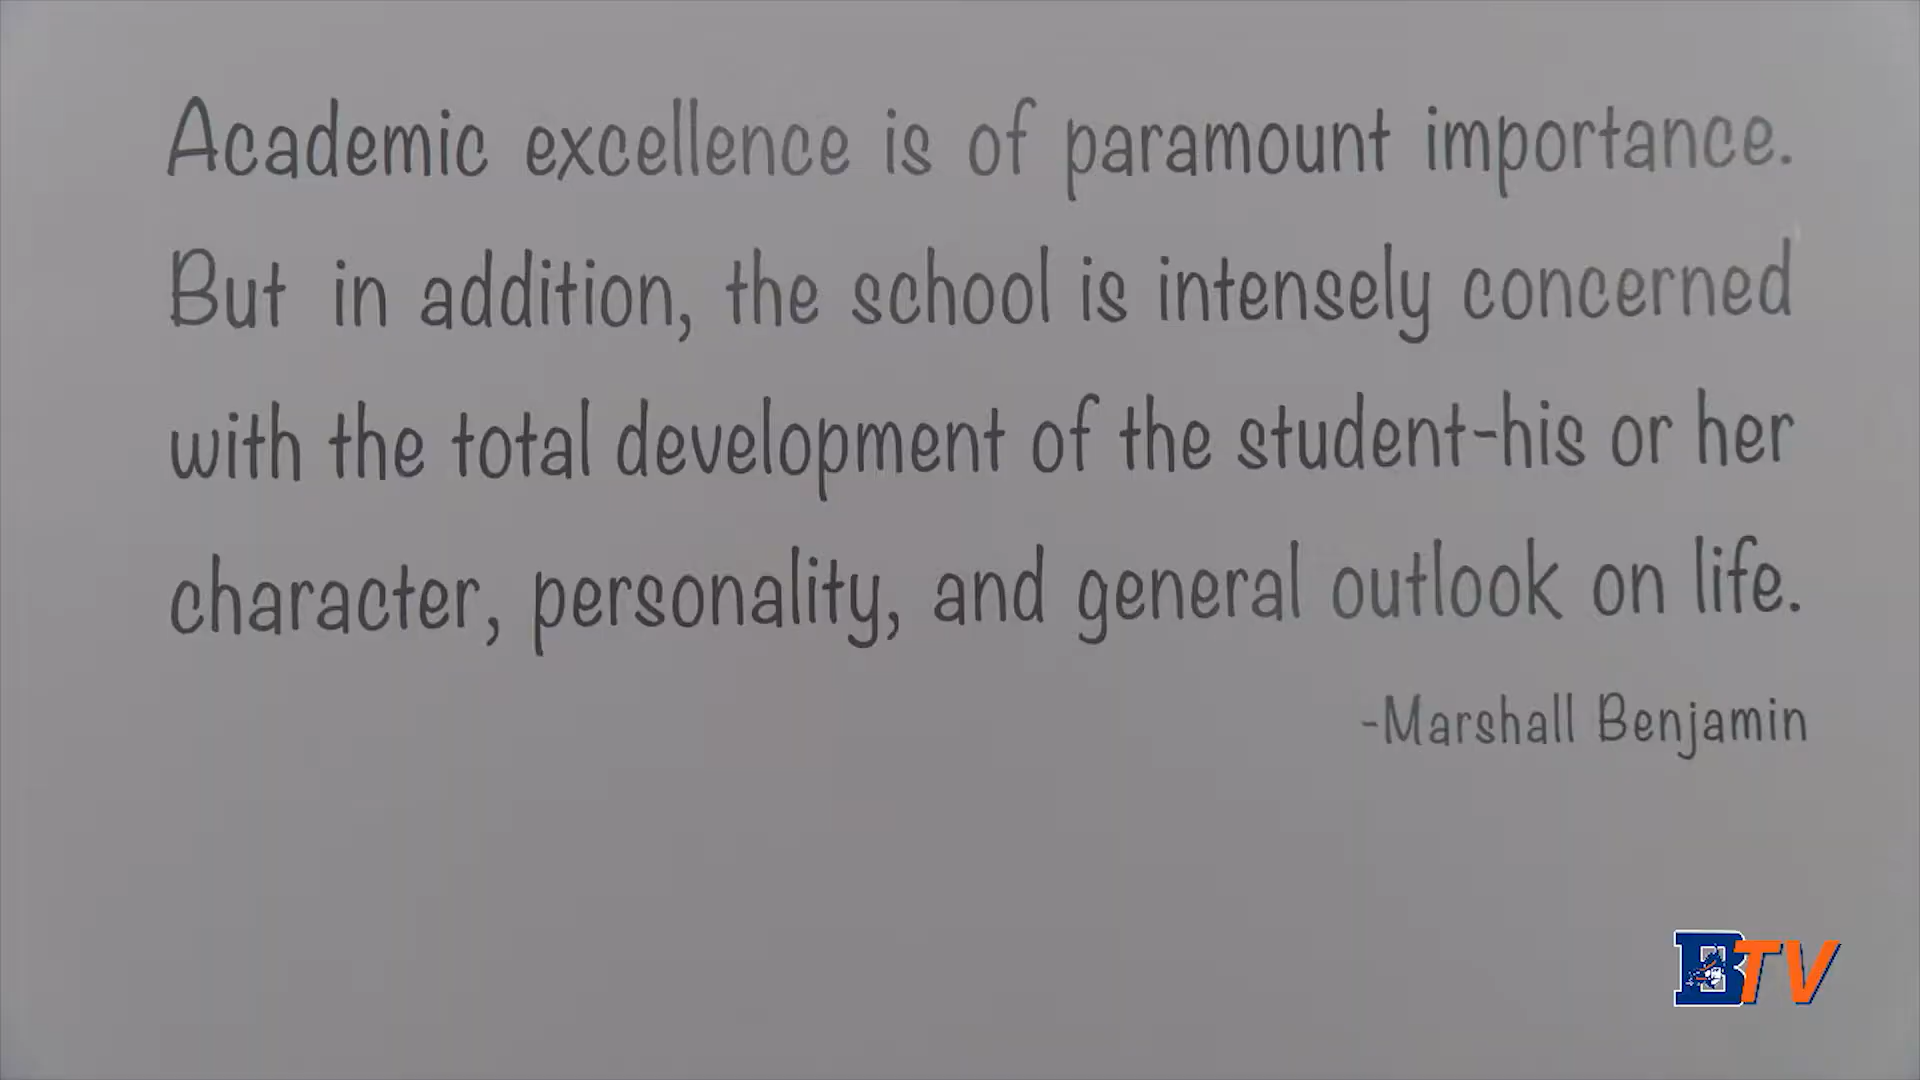 Academic excellence is of paramount importance.
But in addition, the school is intensely concerned
with the total development of the student-his or her
character, personality, and general outlook on life.
-Marshall Benjamin
BTV